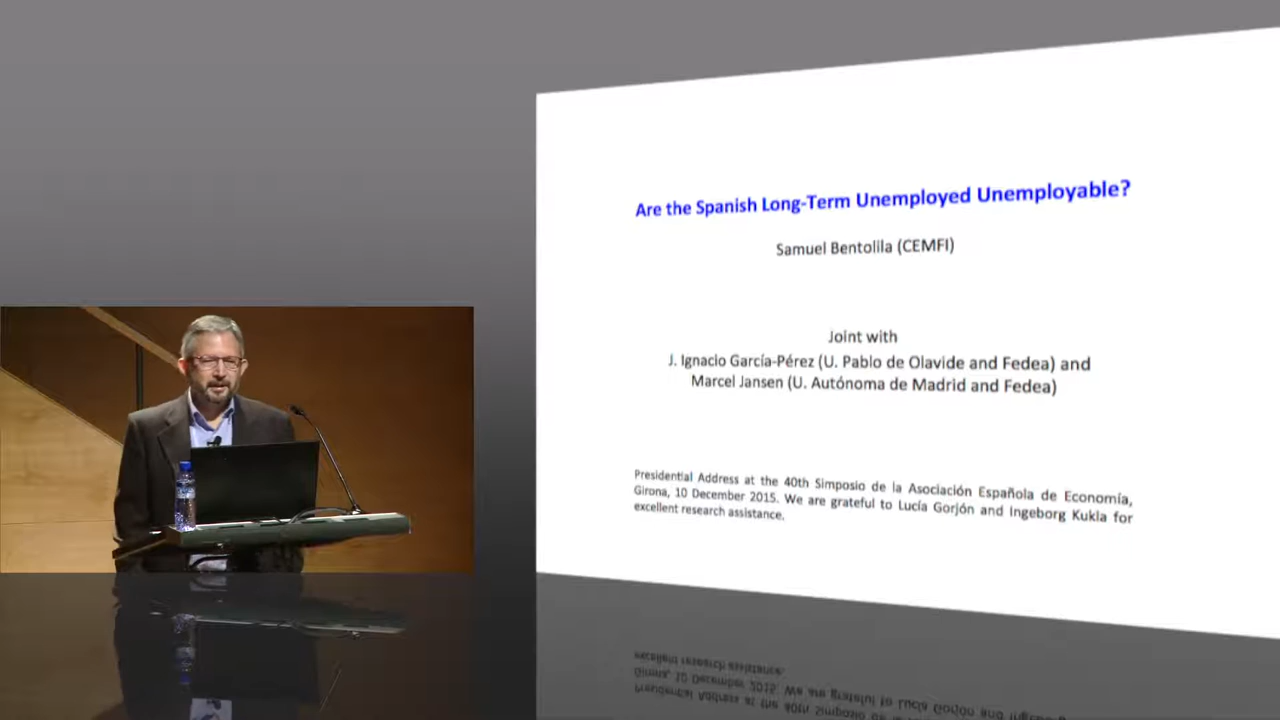 Are the Spanish Long-Term Unemployed Unemployable?
Samuel Bentolila (CEMFI)
Joint with
J. Ignacio García-Pérez (U. Pablo de Olavide and Fedea) and
Marcel Jansen (U. Autónoma de Madrid and Fedea)
Presidential Address at the 40th Simposio de la Asociación Española de Economía,
Girona, 10 December 2015. We are grateful to Lucía Gorjón and Ingeborg Kukla for
excellent research assistance.